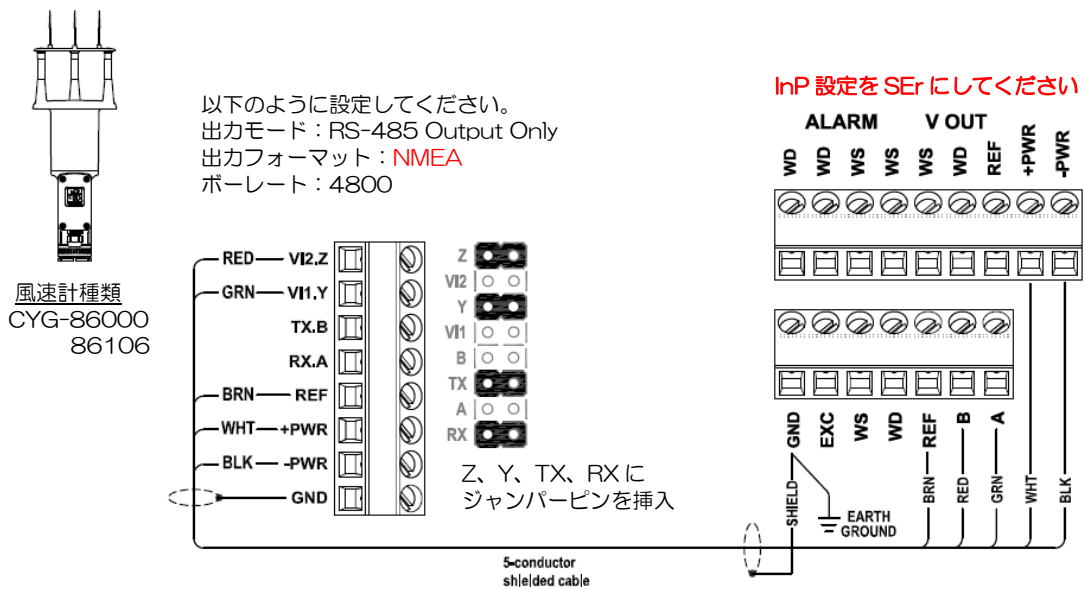 以下のように設定してください。
出力モード：RS-485 Output Only
出力フォーマット：NMEA
ボーレート：4800
InP 設定を SEr にしてください
ALARM
V OUT
WD
WD
WS
WS
WS
WD
REF
+PWR
-PWR
風速計種類
CYG-86000
86106
RED
VI2.Z
GRN
VI1.Y
TX.B
RX.A
BRN
REF
WHT
+PWR
BLK
-PWR
GND
Z
VI2
Y
VI1
B
TX
A
RX
Z、Y、TX、RX に
ジャンパーピンを挿入
GND
EXC
WS
WD
REF
B
A
SHIELD
EARTH
GROUND
BRN
RED
GRN
WHT
BLK
5-conductor
shielded cable